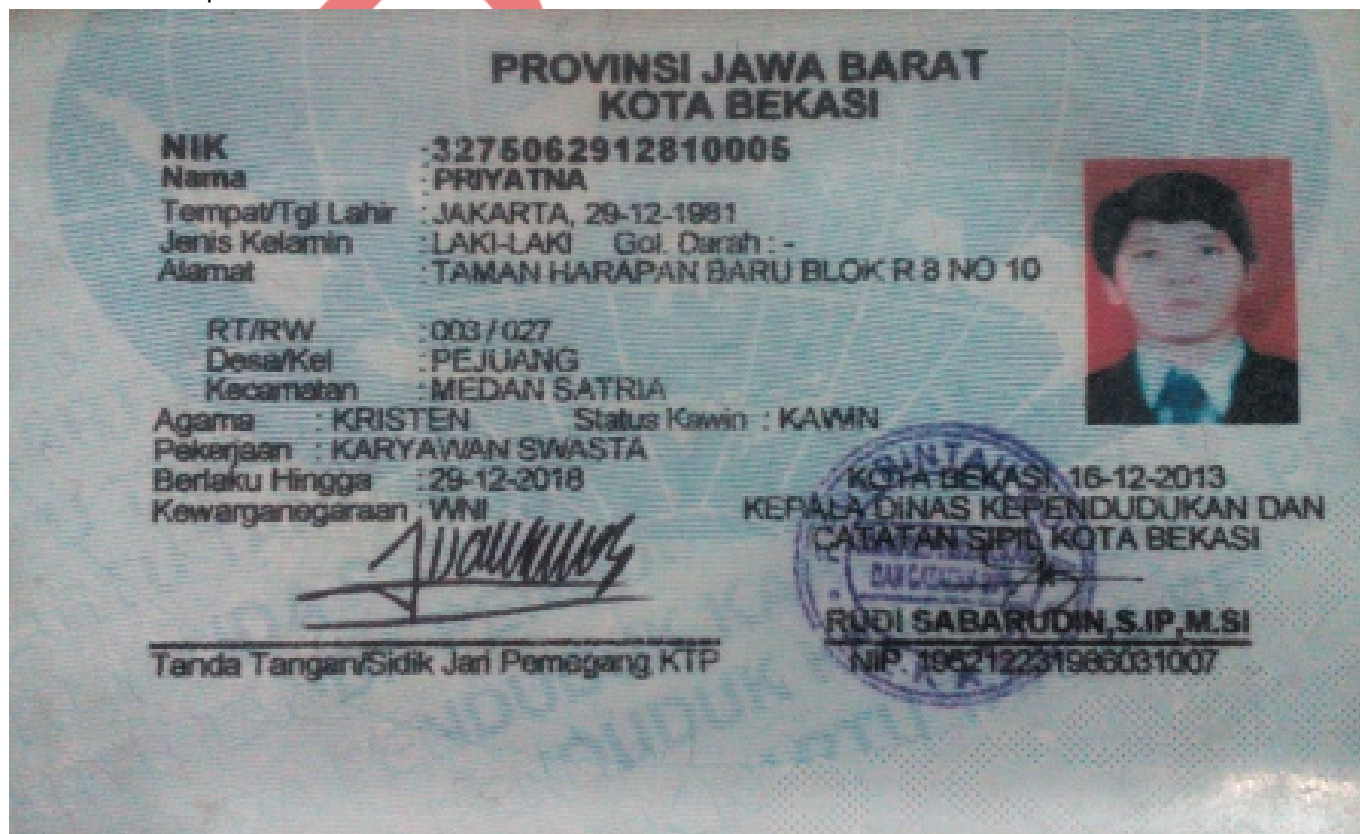 PROVINSI JAWA BARAT
KOTA BEKASI
NIK :3275062912810005
Nama : PRIYATNA
Tempat/Tgl Lahir : JAKARTA, 29-12-1981
Jenis Kelamin : LAKI-LAKI Gol. Darah : -
Alamat : TAMAN HARAPAN BARU BLOK R 8 NO 10
RT/RW : 003 / 027
Desa/Kel : PEJUANG
Kecamatan : MEDAN SATRIA
Agama : KRISTEN Status Kawin : KAWIN
Pekerjaan : KARYAWAN SWASTA
Berlaku Hingga : 29-12-2018
Kewarganegaraan : WNI
KOTA BEKASI, 16-12-2013
KEPALA DINAS KEPENDUDUKAN DAN
CATATAN SIPIL KOTA BEKASI
RUDI SABARUDIN,S.IP,M.SI
NIP.
Tanda Tangan/Sidik Jari Pemegang KTP